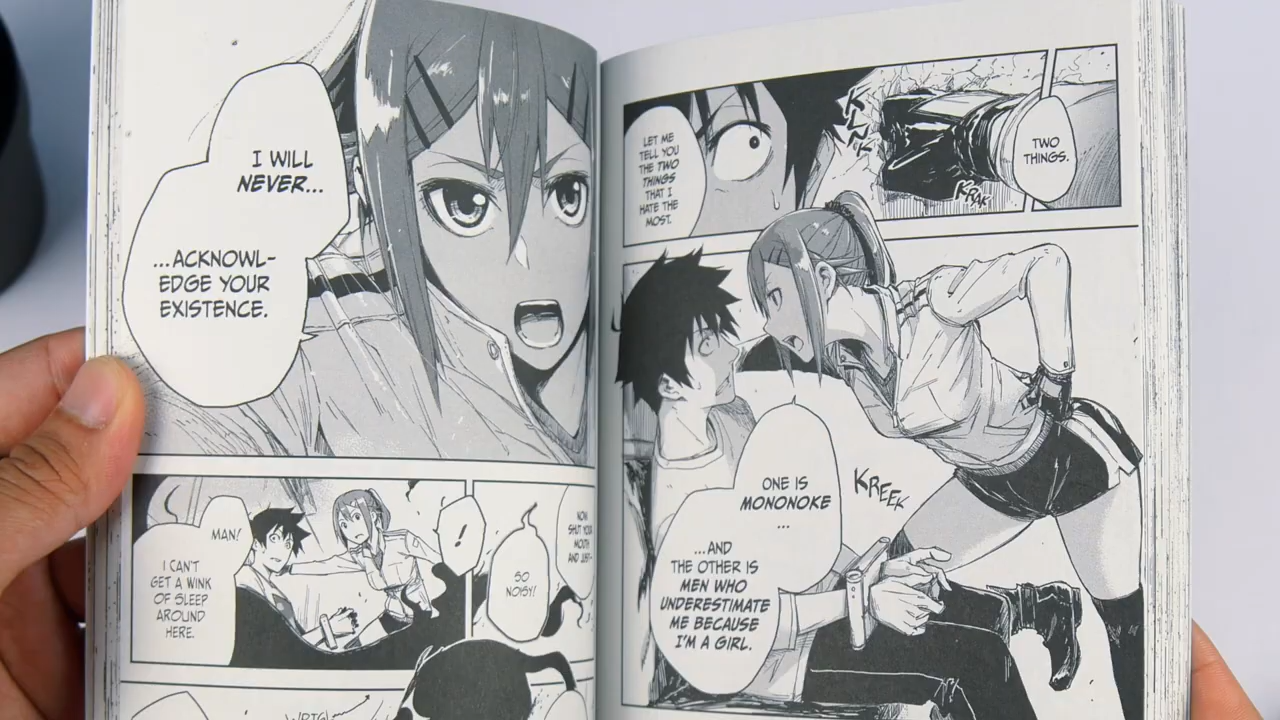 I WILL
NEVER...
...ACKNOWL-
EDGE YOUR
EXISTENCE.
MAN!
I CAN'T
GET A WINK
OF SLEEP
AROUND
HERE.
!
SO
NOISY!
NOW
SHUT YOUR
MOUTH
AND JUST-
LET ME
TELL YOU
THE TWO
THINGS
THAT I
HATE THE
MOST.
KLNK
KRAK
TWO
THINGS.
ONE IS
MONONOKE
...
KREEK
...AND
THE OTHER IS
MEN WHO
UNDERESTIMATE
ME BECAUSE
I'M A GIRL.